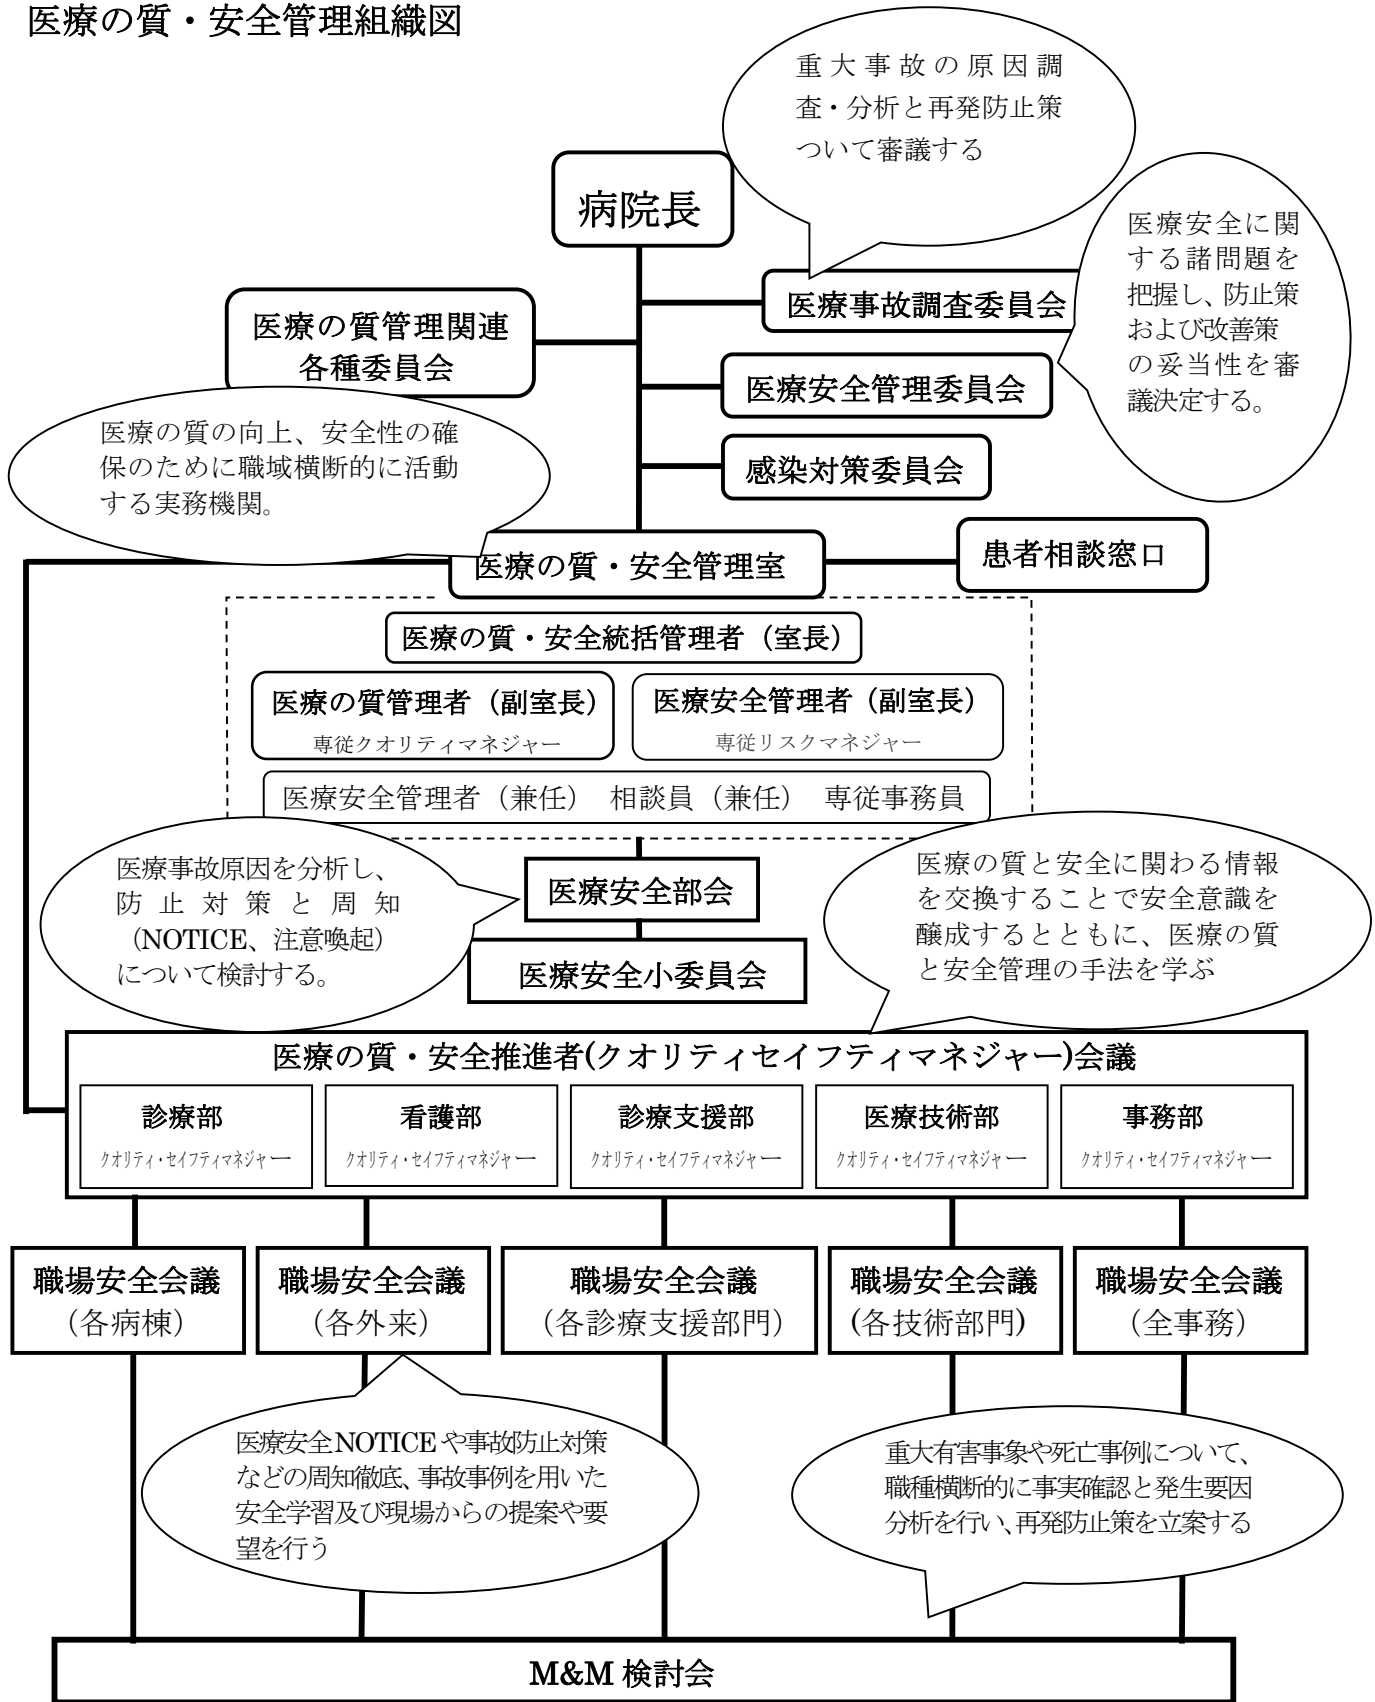 医療の質・安全管理組織図
重大事故の原因調
査・分析と再発防止策
ついて審議する
病院長
医療安全に関
する諸問題を
把握し、防止策
および改善策
の妥当性を審
議決定する。
医療事故調査委員会
医療の質管理関連
各種委員会
医療安全管理委員会
感染対策委員会
医療の質の向上、安全性の確
保のために職域横断的に活動
する実務機関。
医療の質・安全管理室
患者相談窓口
医療の質・安全統括管理者（室長）
医療の質管理者（副室長）
専従クオリティマネジャー
医療安全管理者（副室長）
専従リスクマネジャー
医療安全管理者（兼任）　相談員（兼任）　専従事務員
医療事故原因を分析し、
防止対策と周知
（NOTICE、注意喚起）
について検討する。
医療安全部会
医療安全小委員会
医療の質と安全に関わる情報
を交換することで安全意識を
醸成するとともに、医療の質
と安全管理の手法を学ぶ
医療の質・安全推進者(クオリティセイフティマネジャー)会議
診療部
クオリティ・セイフティマネジャー
看護部
クオリティ・セイフティマネジャー
診療支援部
クオリティ・セイフティマネジャー
医療技術部
クオリティ・セイフティマネジャー
事務部
クオリティ・セイフティマネジャー
職場安全会議
（各病棟）
職場安全会議
（各外来）
職場安全会議
（各診療支援部門）
職場安全会議
(各技術部門)
職場安全会議
（全事務）
医療安全NOTICEや事故防止対策
などの周知徹底、事故事例を用いた
安全学習及び現場からの提案や要
望を行う
重大有害事象や死亡事例について、
職種横断的に事実確認と発生要因
分析を行い、再発防止策を立案する
M&M 検討会